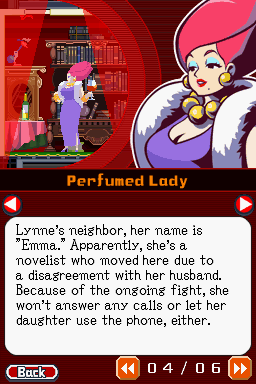 Perfumed Lady
Lynne's neighbor, her name is
"Emma." Apparently, she's a
novelist who moved here due to
a disagreement with her husband.
Because of the ongoing fight, she
won't answer any calls or let her
daughter use the phone, either.
Back
04/06